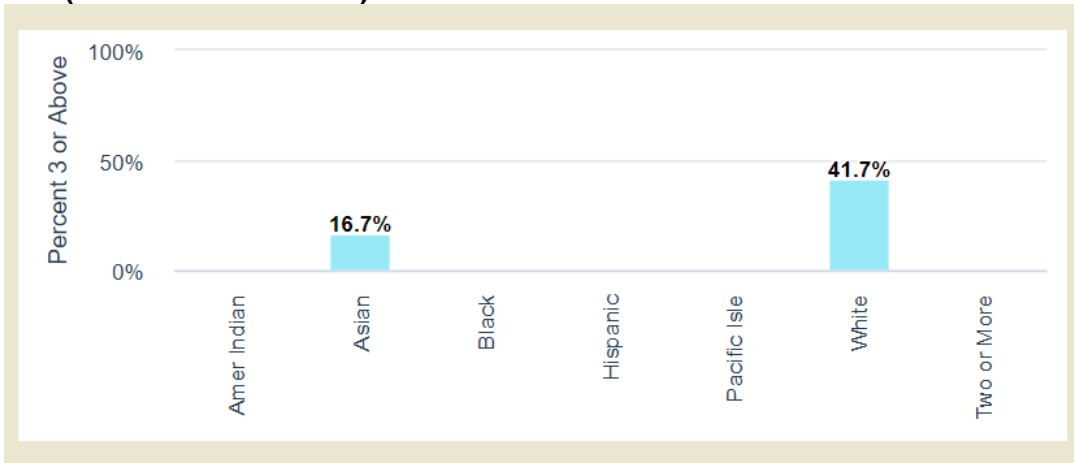 Percent 3 or Above
100%
50%
0%
16.7%
41.7%
Amer Indian
Asian
Black
Hispanic
Pacific Isle
White
Two or More